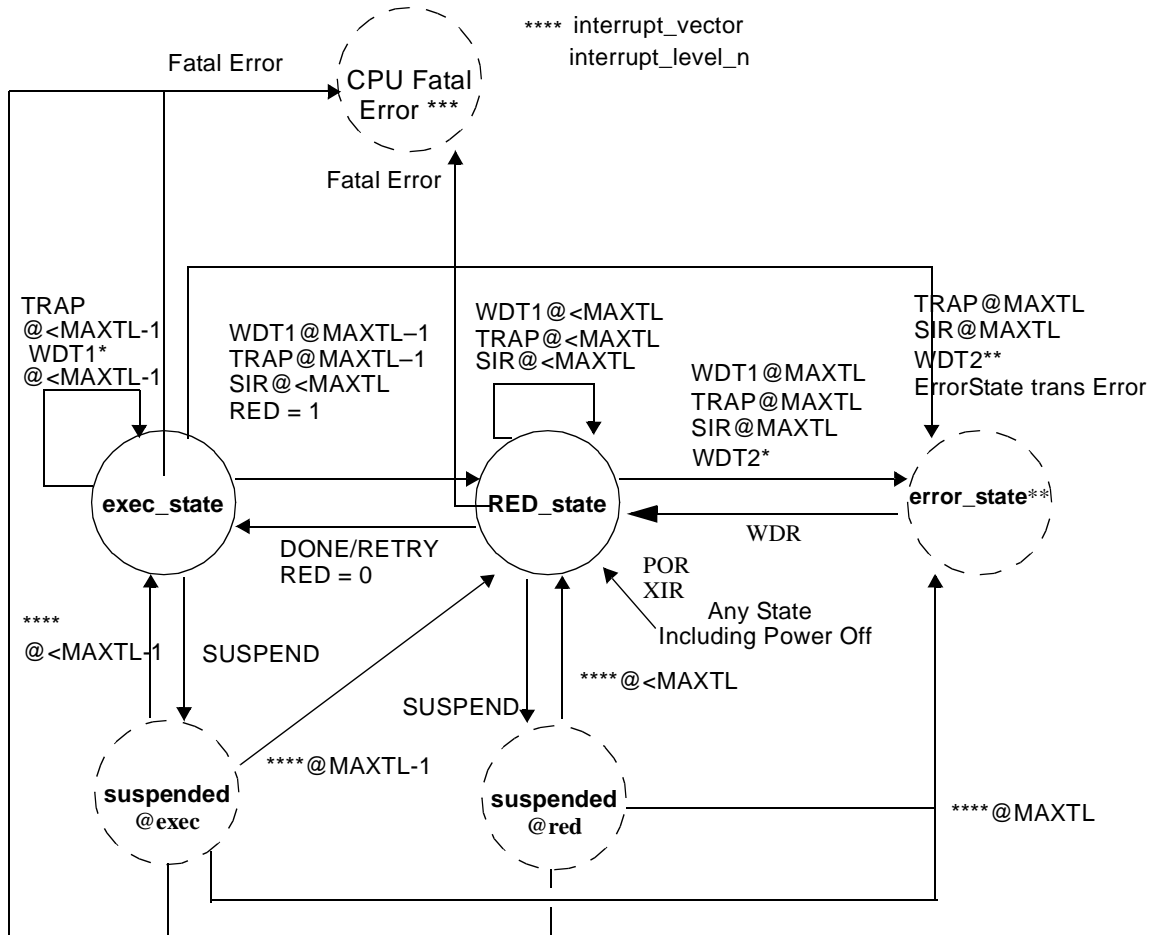 **** interrupt_vector
interrupt_level_n
Fatal Error
CPU Fatal
Error ***
Fatal Error
TRAP
@<MAXTL-1
WDT1*
@<MAXTL-1
WDT1@MAXTL–1
TRAP@MAXTL–1
SIR@<MAXTL
RED = 1
WDT1@<MAXTL
TRAP@<MAXTL
SIR@<MAXTL
WDT1@MAXTL
TRAP@MAXTL
SIR@MAXTL
WDT2*
TRAP@MAXTL
SIR@MAXTL
WDT2**
ErrorState trans Error
exec_state
RED_state
error_state**
DONE/RETRY
RED = 0
WDR
POR
XIR
Any State
Including Power Off
****
@<MAXTL-1
SUSPEND
SUSPEND
****@<MAXTL
****@MAXTL-1
suspended
@exec
suspended
@red
****@MAXTL